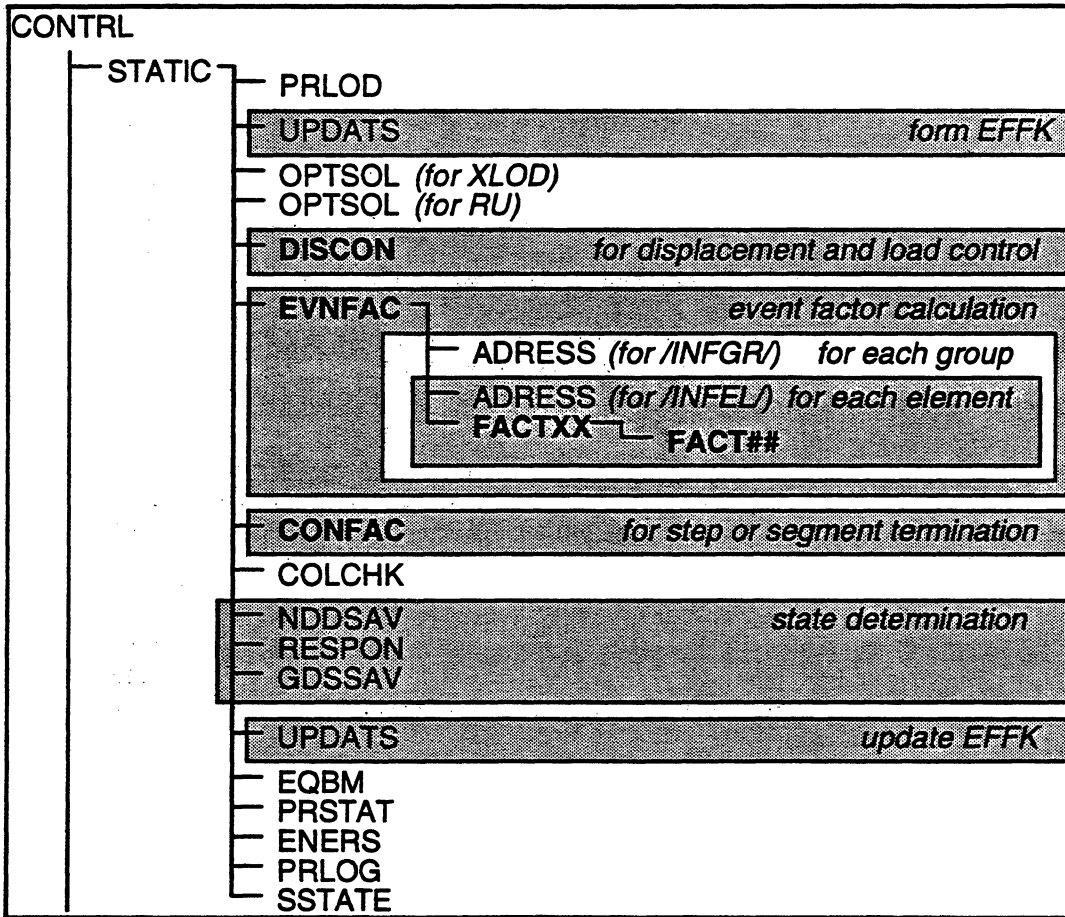 CONTRL
STATIC
PRLOD
UPDATS form EFFK
OPTSOL (for XLOD)
OPTSOL (for RU)
DISCON for displacement and load control
EVNFAC event factor calculation
ADRESS (for /INFGR/) for each group
ADRESS (for /INFEL/) for each element
FACTXX FACT##
CONFAC for step or segment termination
COLCHK
NDDSAV state determination
RESPON
GDSSAV
UPDATS update EFFK
EQBM
PRSTAT
ENERS
PRLOG
SSTATE